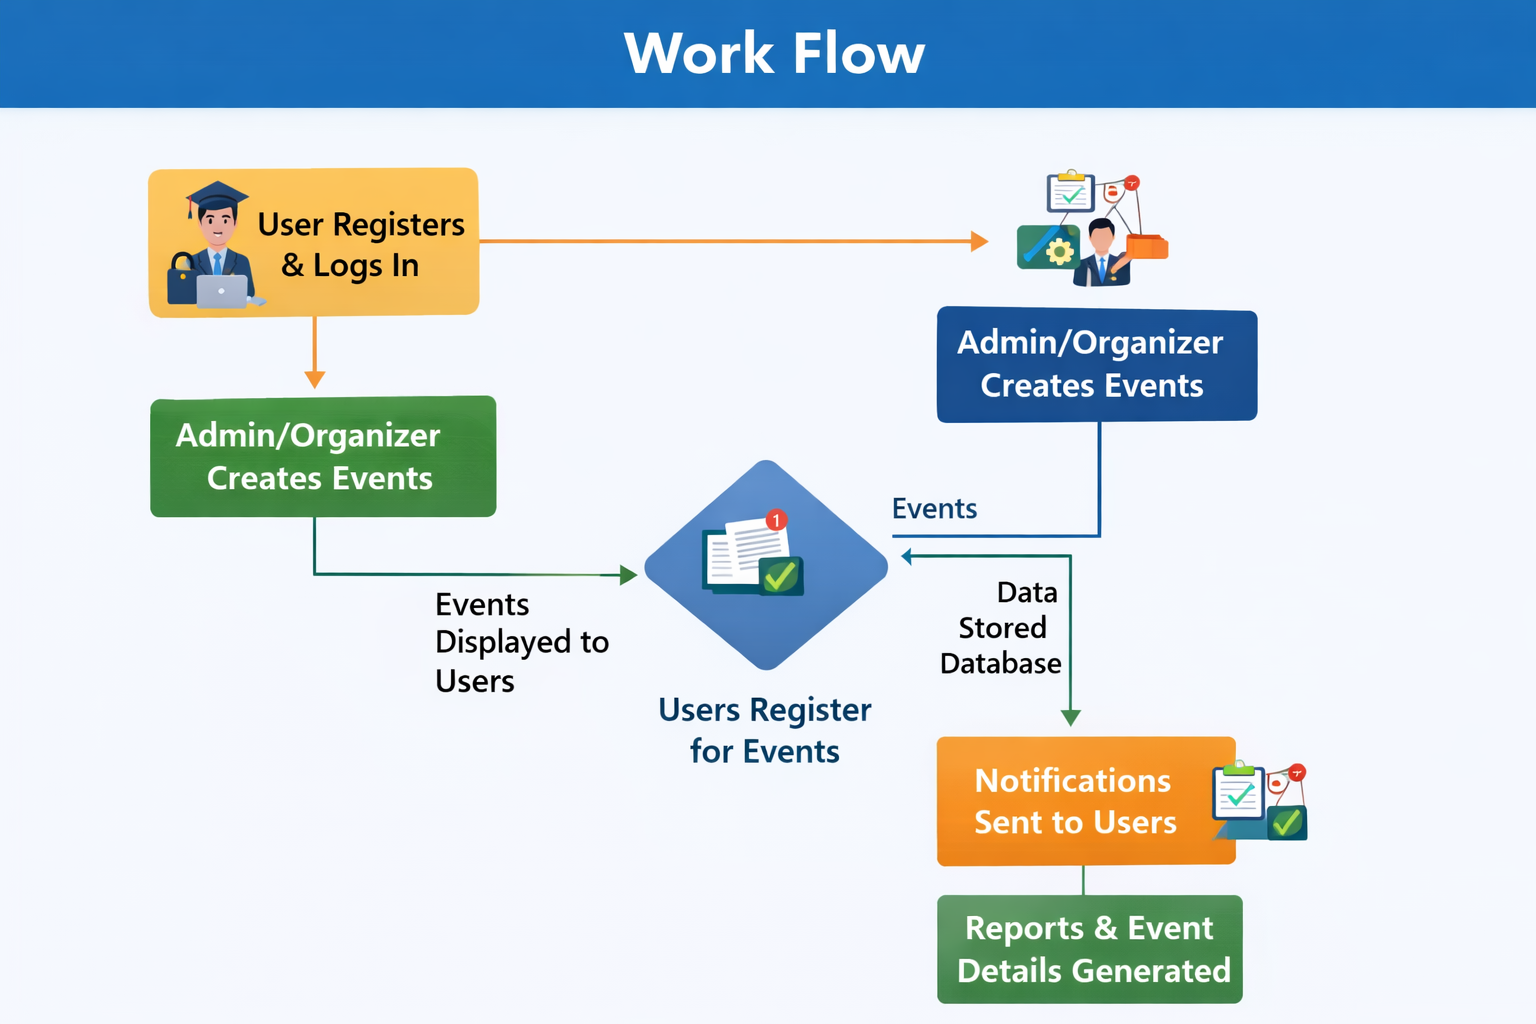 Work Flow
User Registers
& Logs In
Admin/Organizer
Creates Events
Admin/Organizer
Creates Events
1
Events
Events
Displayed to
Users
Data
Stored
Database
Users Register
for Events
Notifications
Sent to Users
Reports & Event
Details Generated